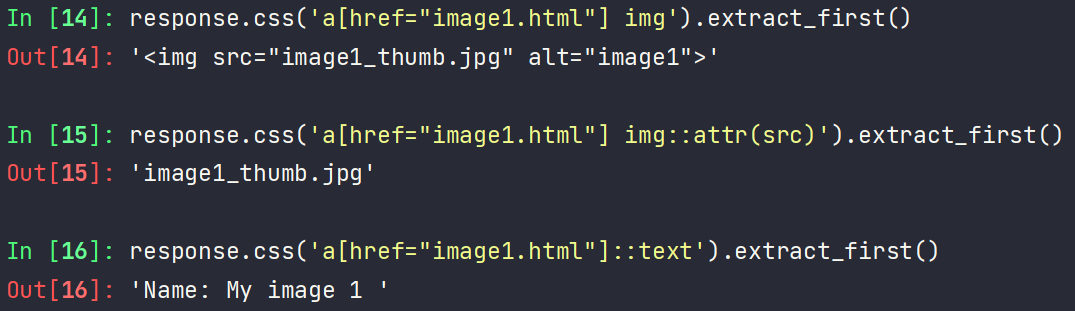 In [14]: response.css('a[href="image1.html"] img').extract_first()
Out[14]: '<img src="image1_thumb.jpg" alt="image1">'
In [15]: response.css('a[href="image1.html"] img::attr(src)').extract_first()
Out[15]: 'image1_thumb.jpg'
In [16]: response.css('a[href="image1.html"]::text').extract_first()
Out[16]: 'Name: My image 1 '